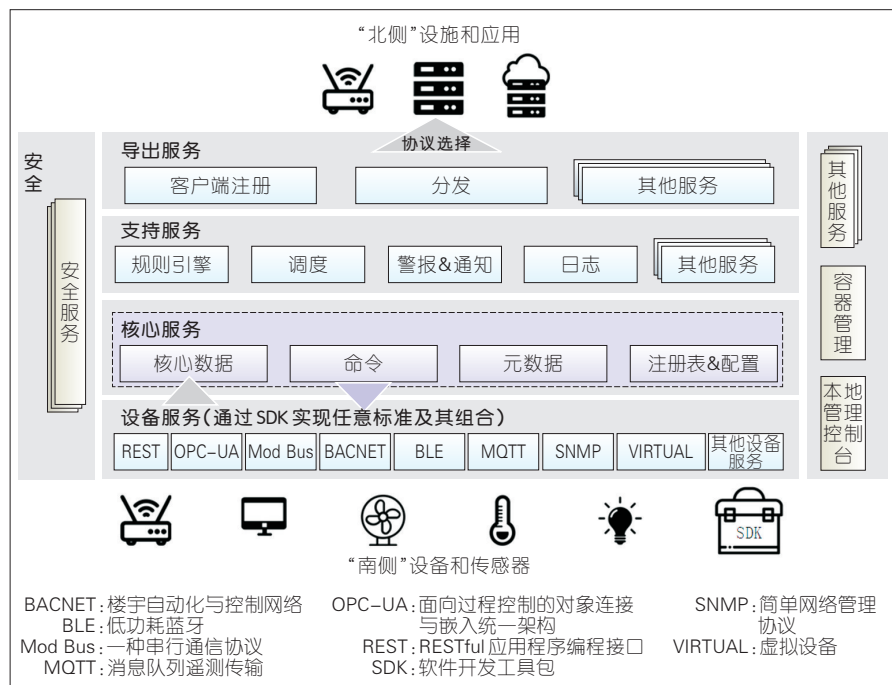 “北侧”设施和应用
安全
安全服务
导出服务
协议选择
客户端注册
分发
其他服务
支持服务
规则引擎
调度
警报&通知
日志
其他服务
核心服务
核心数据
命令
元数据
注册表&配置
设备服务(通过SDK实现任意标准及其组合)
REST
OPC-UA
Mod Bus
BACNET
BLE
MQTT
SNMP
VIRTUAL
其他设备
服务
其他服务
容器管理
本地
管理
控制
台
SDK
“南侧”设备和传感器
BACNET:楼宇自动化与控制网络
BLE:低功耗蓝牙
Mod Bus:一种串行通信协议
MQTT:消息队列遥测传输
OPC-UA:面向过程控制的对象连接
与嵌入统一架构
REST:RESTful应用程序编程接口
SDK:软件开发工具包
SNMP:简单网络管理
协议
VIRTUAL:虚拟设备